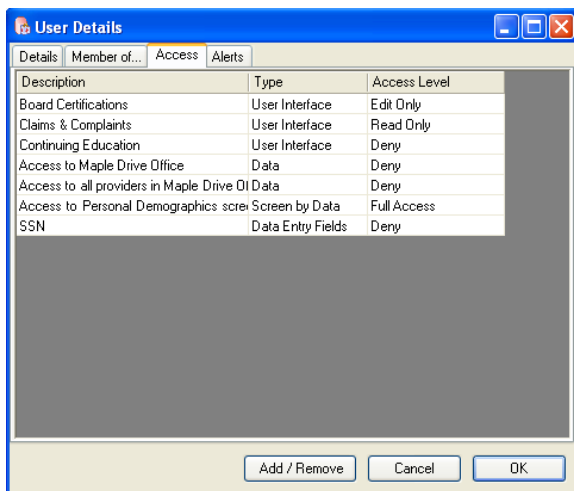 User Details
Details Member of... Access Alerts
Description Type Access Level
Board Certifications User Interface Edit Only
Claims & Complaints User Interface Read Only
Continuing Education User Interface Deny
Access to Maple Drive Office Data Deny
Access to all providers in Maple Drive Of Data Deny
Access to Personal Demographics scre Screen by Data Full Access
SSN Data Entry Fields Deny
Add / Remove Cancel OK